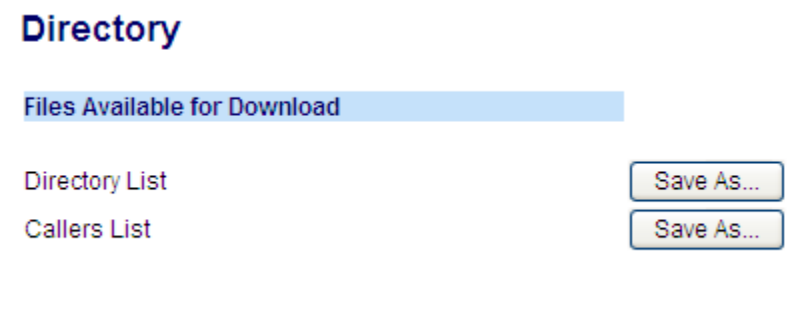 Directory
Files Available for Download
Directory List Save As...
Callers List Save As...